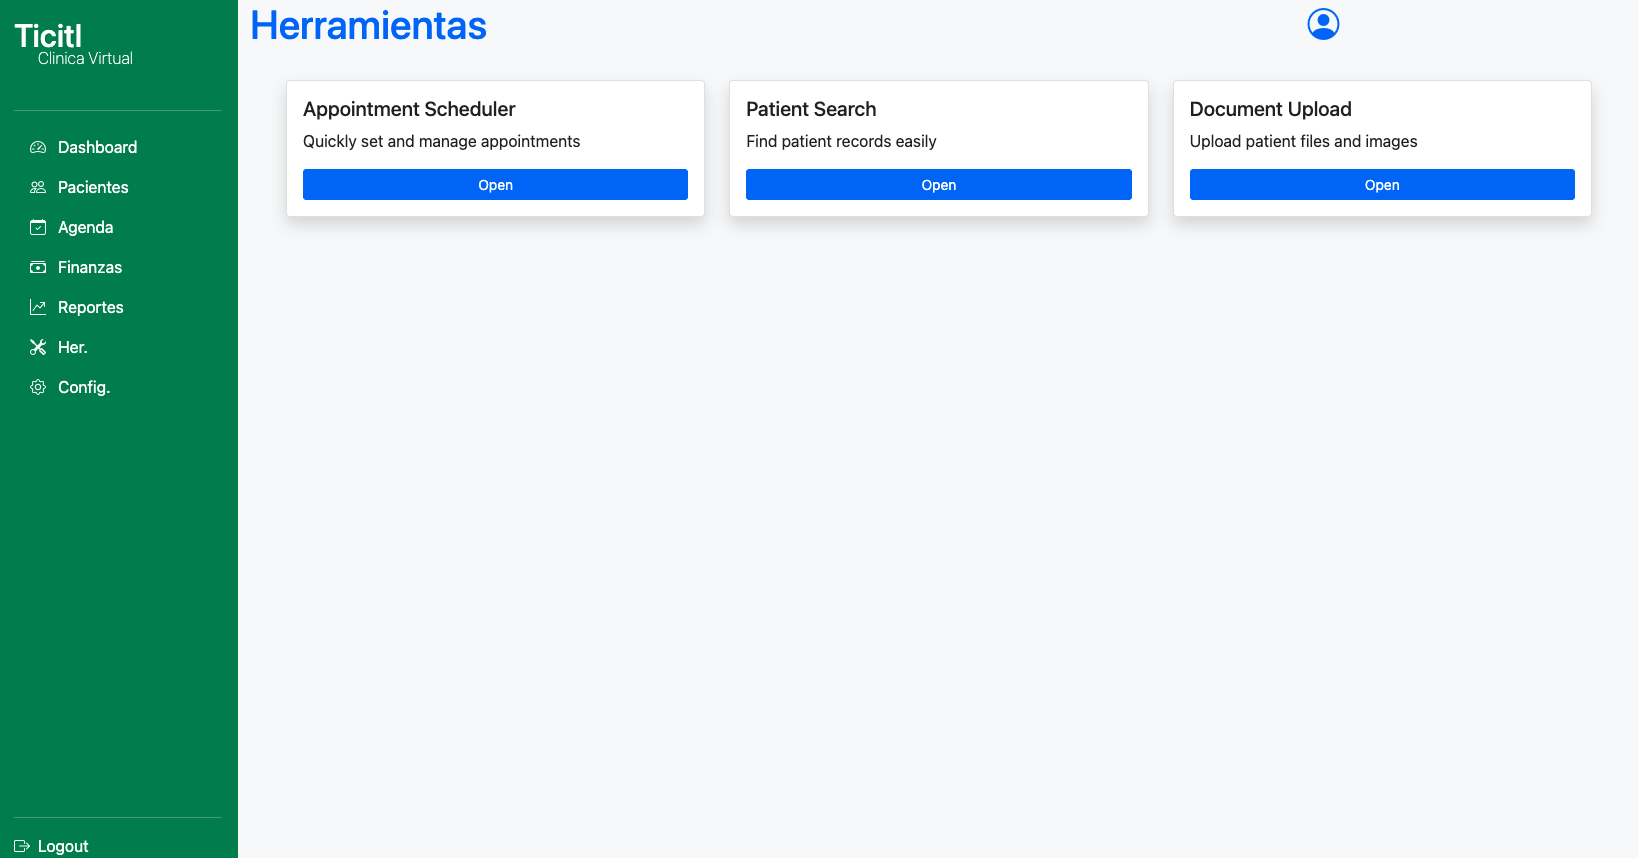 Ticitl
Clinica Virtual
Dashboard
Pacientes
Agenda
Finanzas
Reportes
Her.
Config.
Logout
Herramientas
Appointment Scheduler
Quickly set and manage appointments
Open
Patient Search
Find patient records easily
Open
Document Upload
Upload patient files and images
Open